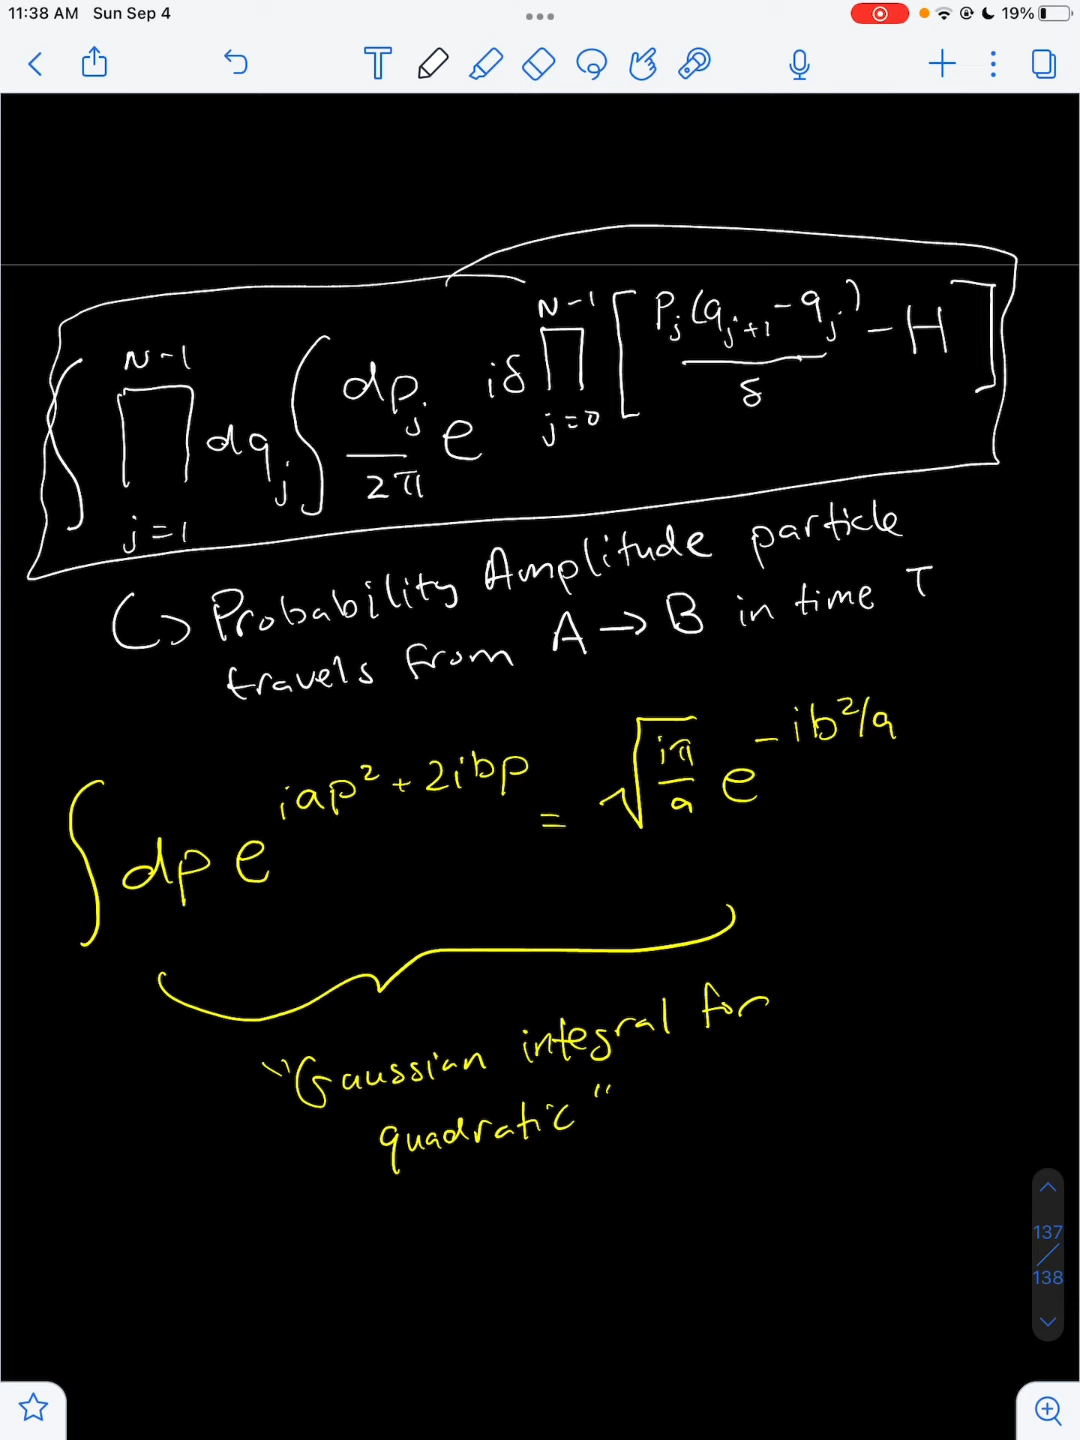 11:38 AM Sun Sep 4
19%
∫ ∏_{j=1}^{N-1} dq_j ∫ dp_j/2π e^{iδ ∏_{j=0}^{N-1} [P_j(q_{j+1} - q_j)/δ - H]}
↪ Probability Amplitude particle
travels from A → B in time T
∫ dp e^{iap² + 2ibp} = √(iπ/a) e^{-ib²/a}
"Gaussian integral for
quadratic"
137
/
138